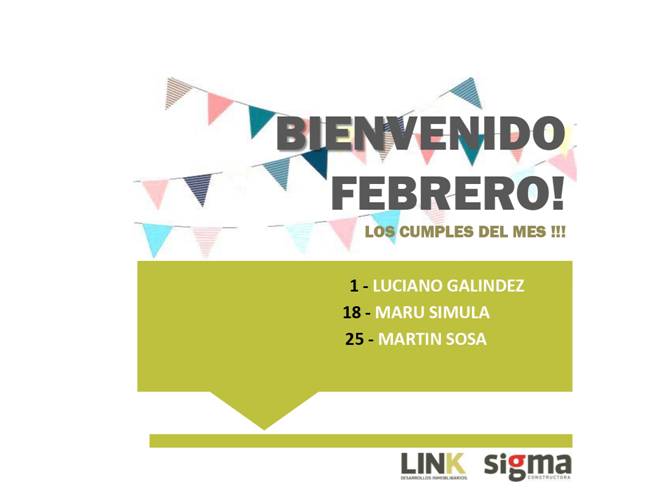 BIENVENIDO
FEBRERO!
LOS CUMPLES DEL MES !!!
1 - LUCIANO GALINDEZ
18 - MARU SIMULA
25 - MARTIN SOSA
LINK sigma
DESARROLLOS INMOBILIARIOS CONSTRUCTORA